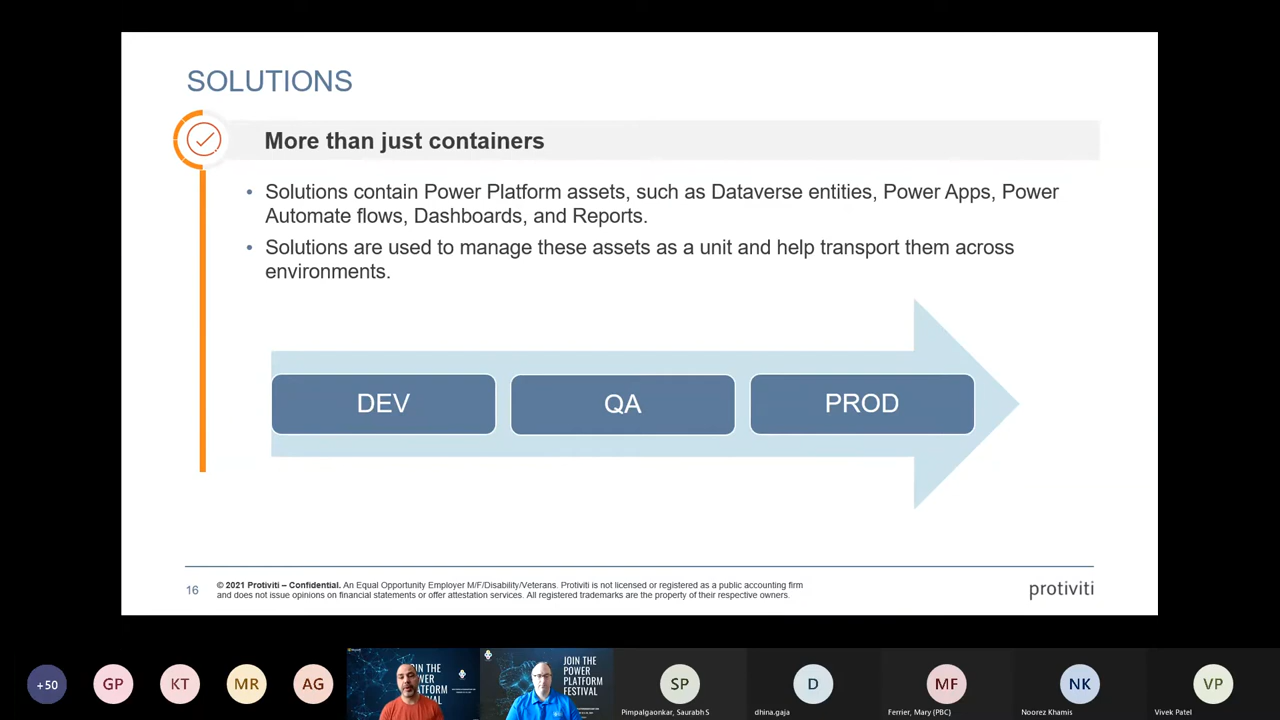 SOLUTIONS
More than just containers
• Solutions contain Power Platform assets, such as Dataverse entities, Power Apps, Power
Automate flows, Dashboards, and Reports.
• Solutions are used to manage these assets as a unit and help transport them across
environments.
DEV
QA
PROD
16
© 2021 Protiviti – Confidential. An Equal Opportunity Employer M/F/Disability/Veterans. Protiviti is not licensed or registered as a public accounting firm
and does not issue opinions on financial statements or offer attestation services. All registered trademarks are the property of their respective owners.
protiviti
+50
GP
KT
MR
AG
JOIN THE
POWER
PLATFORM
FESTIVAL
SP
Pimpalgaonkar, Saurabh S
D
dhina.gaja
MF
Ferrier, Mary (PBC)
NK
Noorez Khamis
VP
Vivek Patel